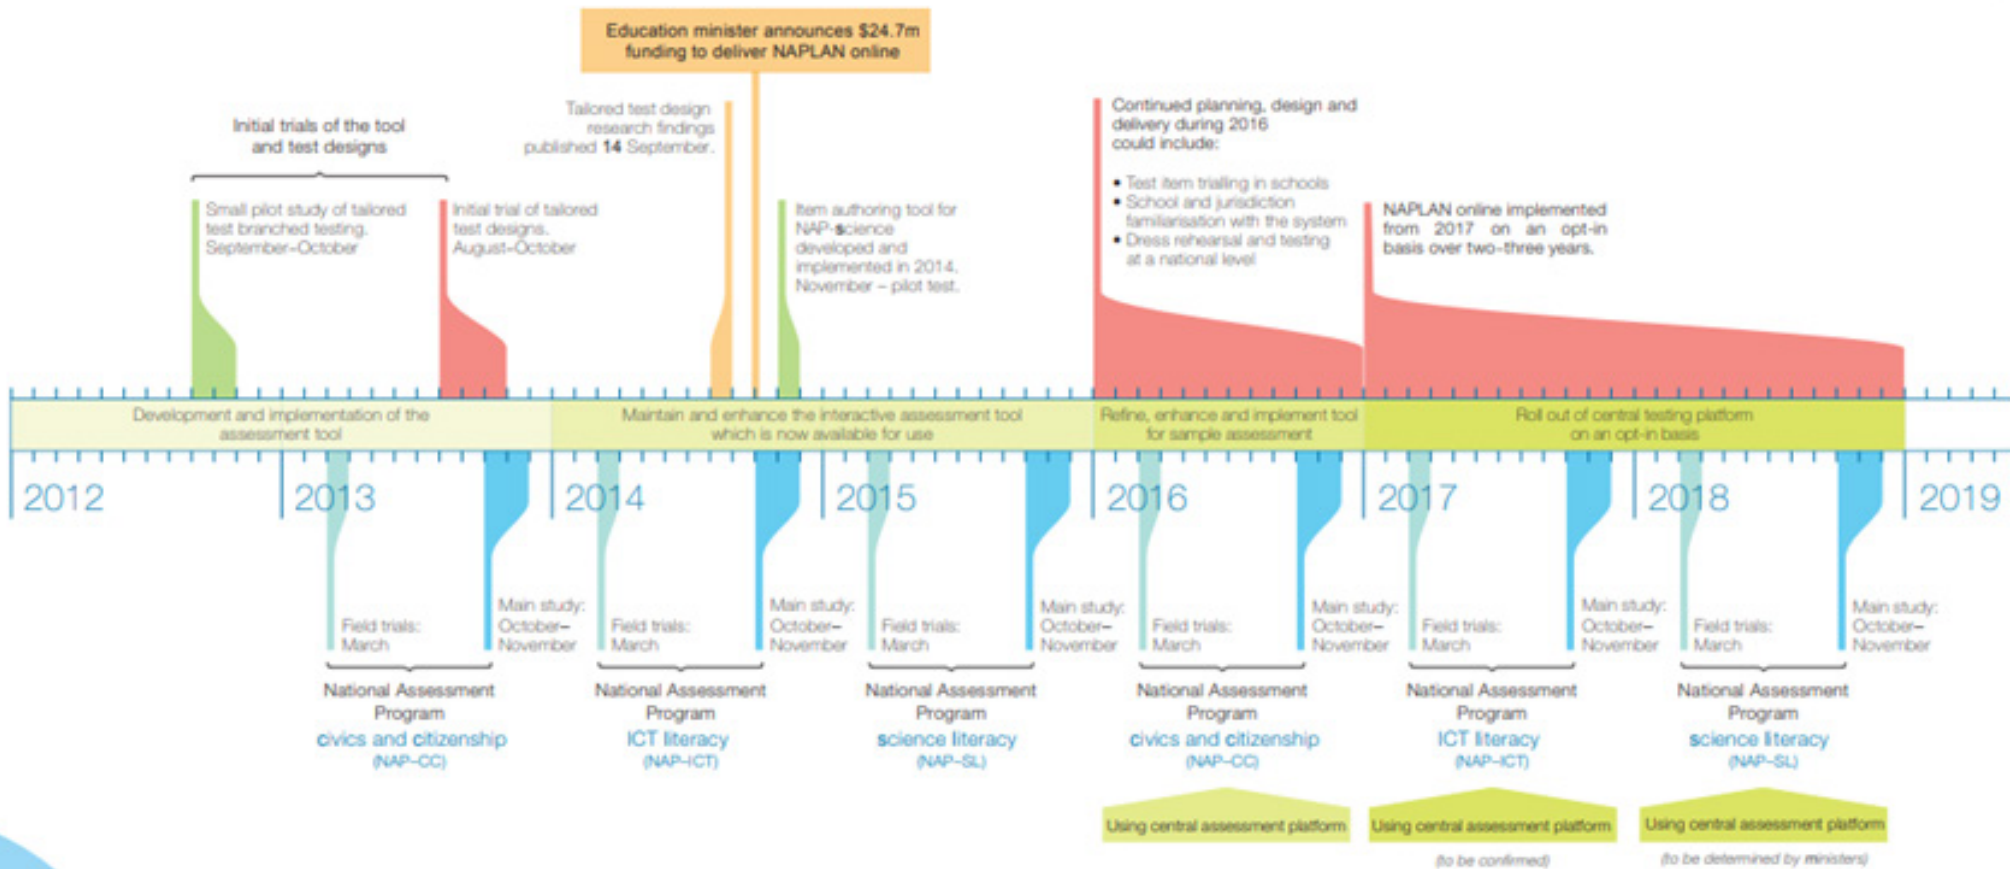 Education minister announces $24.7m
funding to deliver NAPLAN online
Initial trials of the tool
and test designs
Tailored test design
research findings
published 14 September.
Small pilot study of tailored
test branched testing.
September–October
Initial trial of tailored
test designs.
August–October
Item authoring tool for
NAP-science
developed and
implemented in 2014.
November – pilot test.
Continued planning, design and
delivery during 2016
could include:
• Test item trialling in schools
• School and jurisdiction
familiarisation with the system
• Dress rehearsal and testing
at a national level
NAPLAN online implemented
from 2017 on an opt-in
basis over two-three years.
Development and implementation of the
assessment tool
Maintain and enhance the interactive assessment tool
which is now available for use
Refine, enhance and implement tool
for sample assessment
Roll out of central testing platform
on an opt-in basis
2012
2013
2014
2015
2016
2017
2018
2019
Field trials:
March
Main study:
October–
November
National Assessment
Program
civics and citizenship
(NAP–CC)
Field trials:
March
Main study:
October–
November
National Assessment
Program
ICT literacy
(NAP–ICT)
Field trials:
March
Main study:
October–
November
National Assessment
Program
science literacy
(NAP–SL)
Field trials:
March
Main study:
October–
November
National Assessment
Program
civics and citizenship
(NAP–CC)
Using central assessment platform
Field trials:
March
Main study:
October–
November
National Assessment
Program
ICT literacy
(NAP–ICT)
Using central assessment platform
(to be confirmed)
Field trials:
March
Main study:
October–
November
National Assessment
Program
science literacy
(NAP–SL)
Using central assessment platform
(to be determined by ministers)